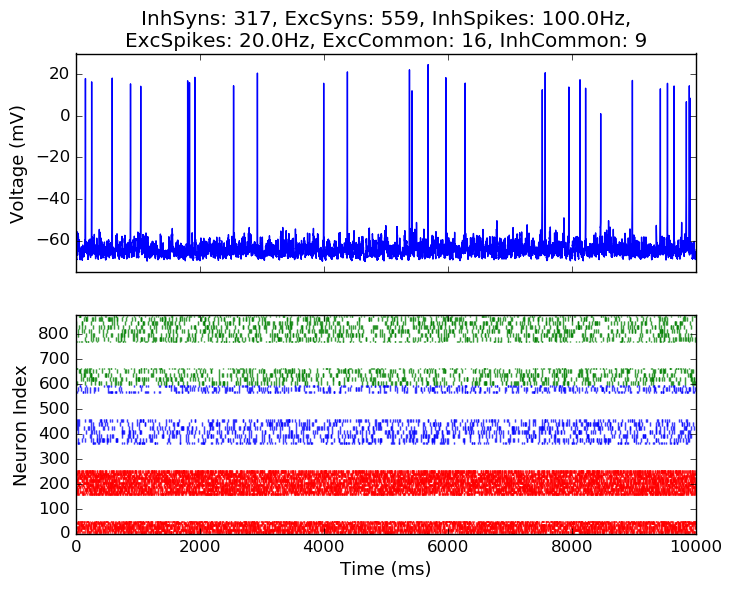 InhSyns: 317, ExcSyns: 559, InhSpikes: 100.0Hz,
ExcSpikes: 20.0Hz, ExcCommon: 16, InhCommon: 9
20
0
−20
−40
−60
Voltage (mV)
800
700
600
500
400
300
200
100
0
Neuron Index
0 2000 4000 6000 8000 10000
Time (ms)